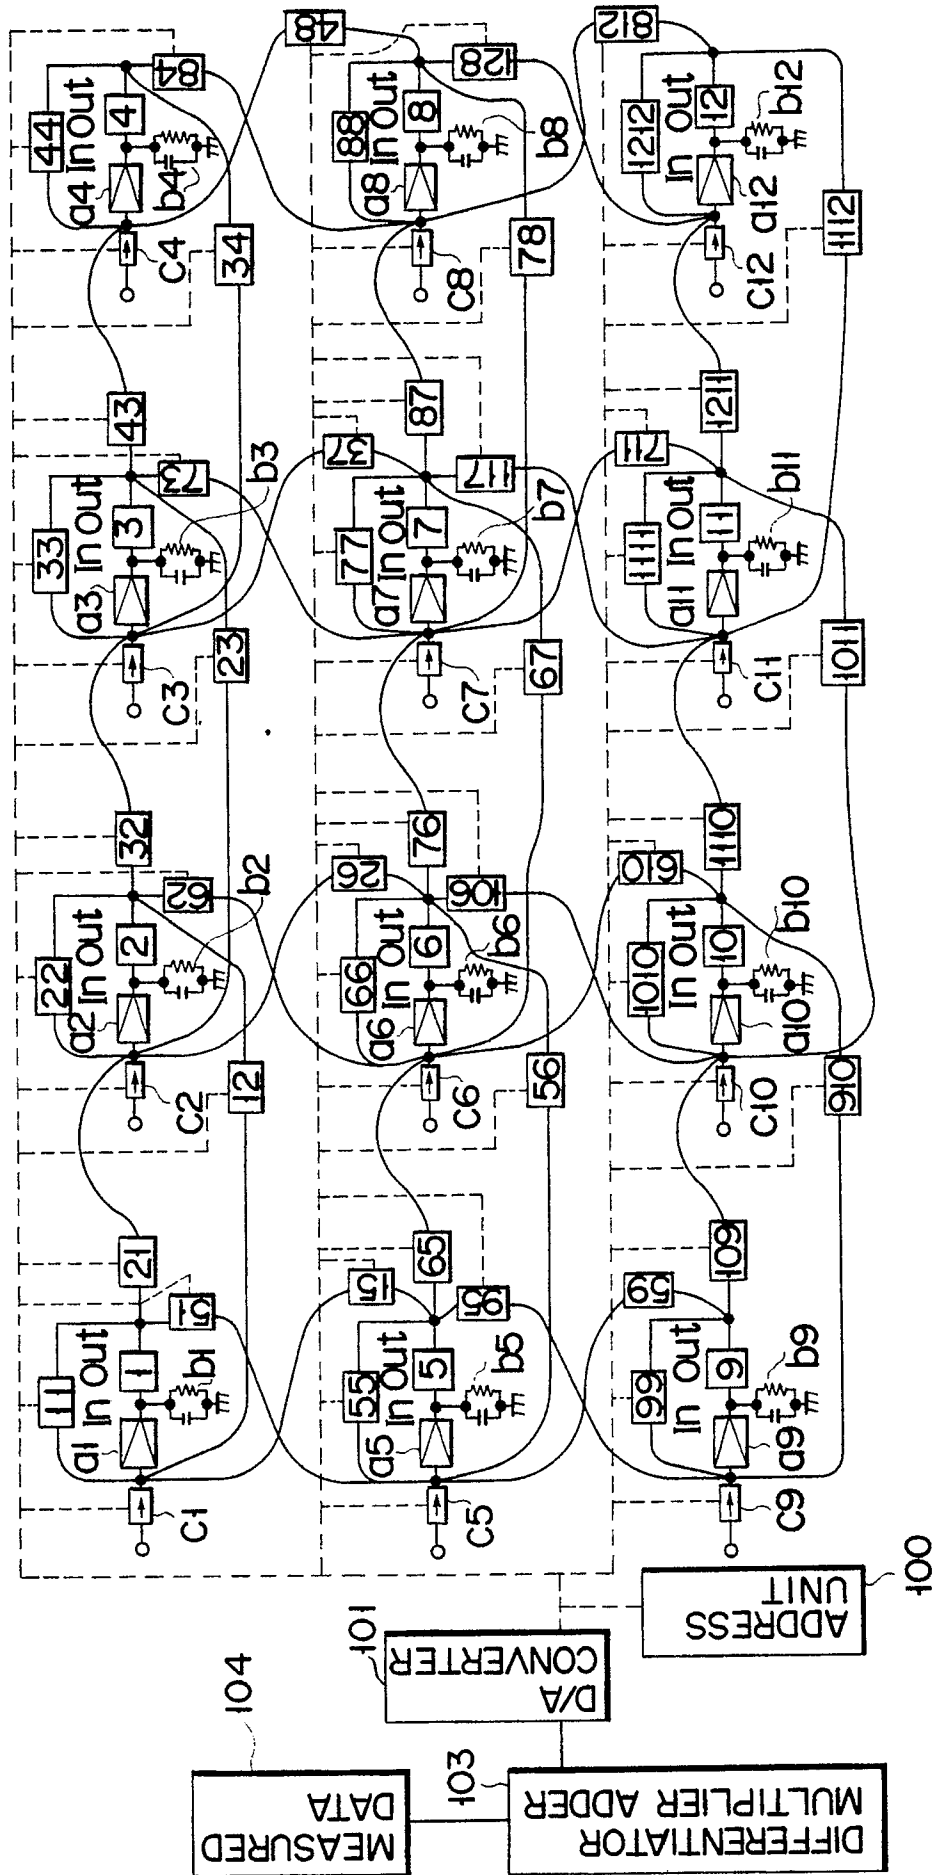 11
a1
In
Out
1
b1
C1
51
21
12
22
a2
In
Out
2
b2
C2
62
32
23
33
a3
In
Out
3
b3
C3
73
43
34
44
a4
In
Out
4
b4
C4
84
15
26
37
48
55
a5
In
Out
5
b5
C5
95
65
56
66
a6
In
Out
6
b6
C6
106
76
67
77
a7
In
Out
7
b7
C7
117
87
78
88
a8
In
Out
8
b8
C8
128
59
610
711
812
99
In
Out
9
a9
b9
C9
109
910
1010
In
Out
10
a10
b10
C10
1110
1011
1111
a11
In
Out
11
b11
C11
1211
1112
1212
In
Out
12
a12
b12
C12
104
MEASURED
DATA
103
DIFFERENTIATOR
MULTIPLIER ADDER
101
D/A
CONVERTER
100
ADDRESS
UNIT